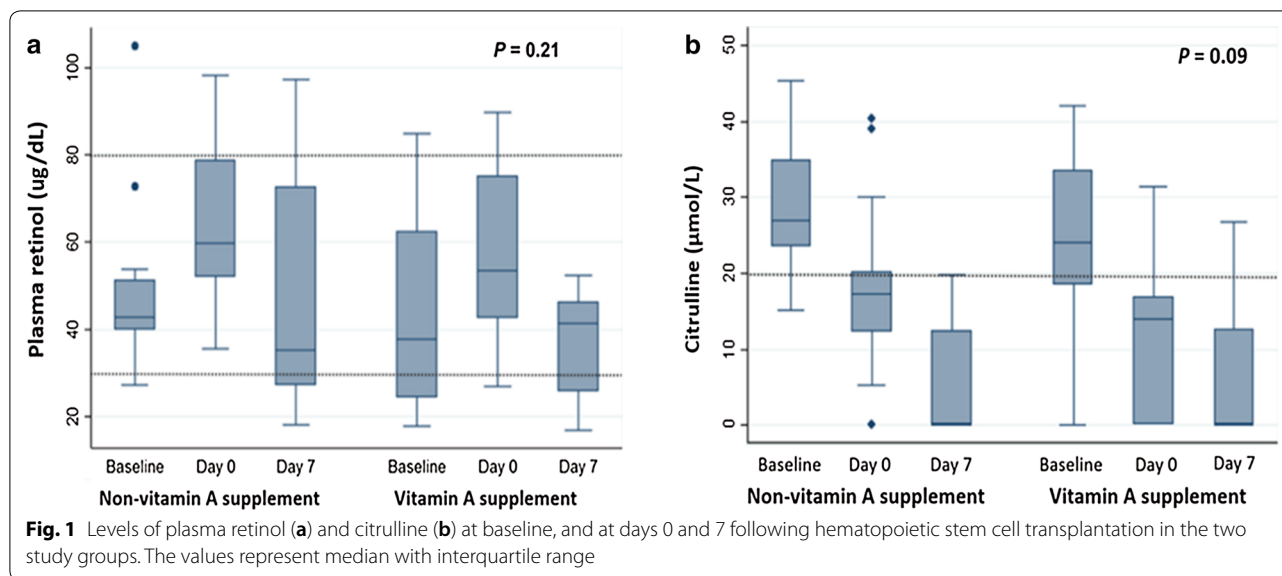 a
P = 0.21
Plasma retinol (ug/dL)
100
80
60
40
20
Baseline Day 0 Day 7 Baseline Day 0 Day 7
Non-vitamin A supplement Vitamin A supplement
b
P = 0.09
Citrulline (µmol/L)
50
40
30
20
10
0
Baseline Day 0 Day 7 Baseline Day 0 Day 7
Non-vitamin A supplement Vitamin A supplement
Fig. 1 Levels of plasma retinol (a) and citrulline (b) at baseline, and at days 0 and 7 following hematopoietic stem cell transplantation in the two
study groups. The values represent median with interquartile range